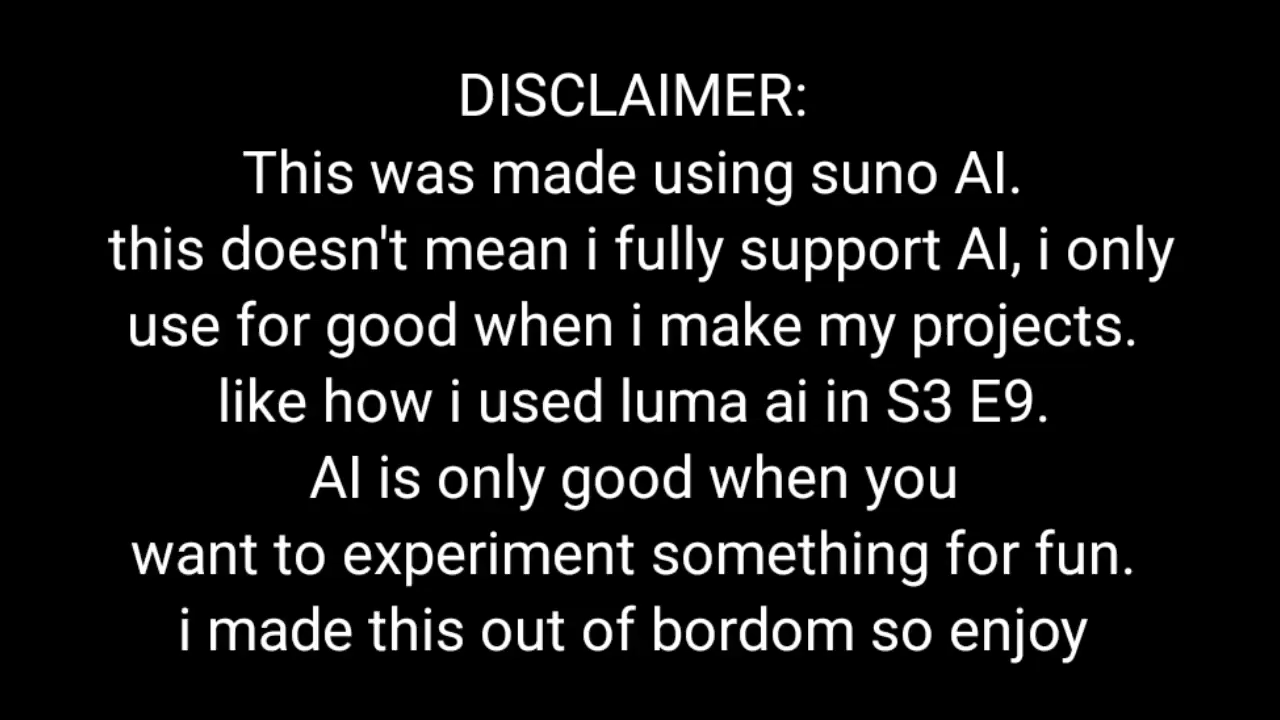 DISCLAIMER:
This was made using suno AI.
this doesn't mean i fully support AI, i only
use for good when i make my projects.
like how i used luma ai in S3 E9.
AI is only good when you
want to experiment something for fun.
i made this out of bordom so enjoy